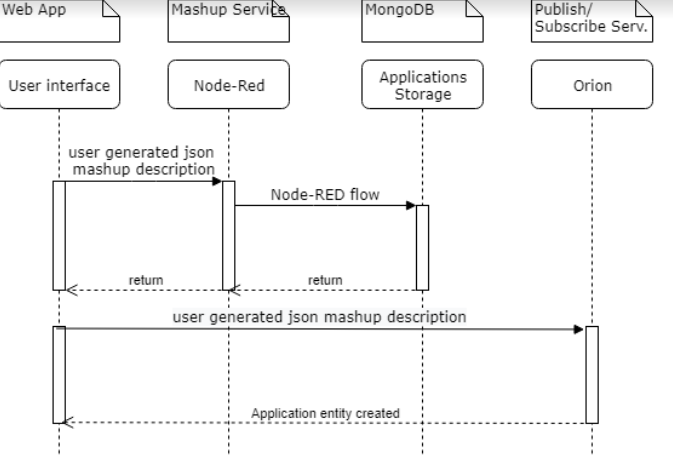 Web App
Mashup Service
MongoDB
Publish/
Subscribe Serv.
User interface
Node-Red
Applications
Storage
Orion
user generated json
mashup description
Node-RED flow
return
return
user generated json mashup description
Application entity created